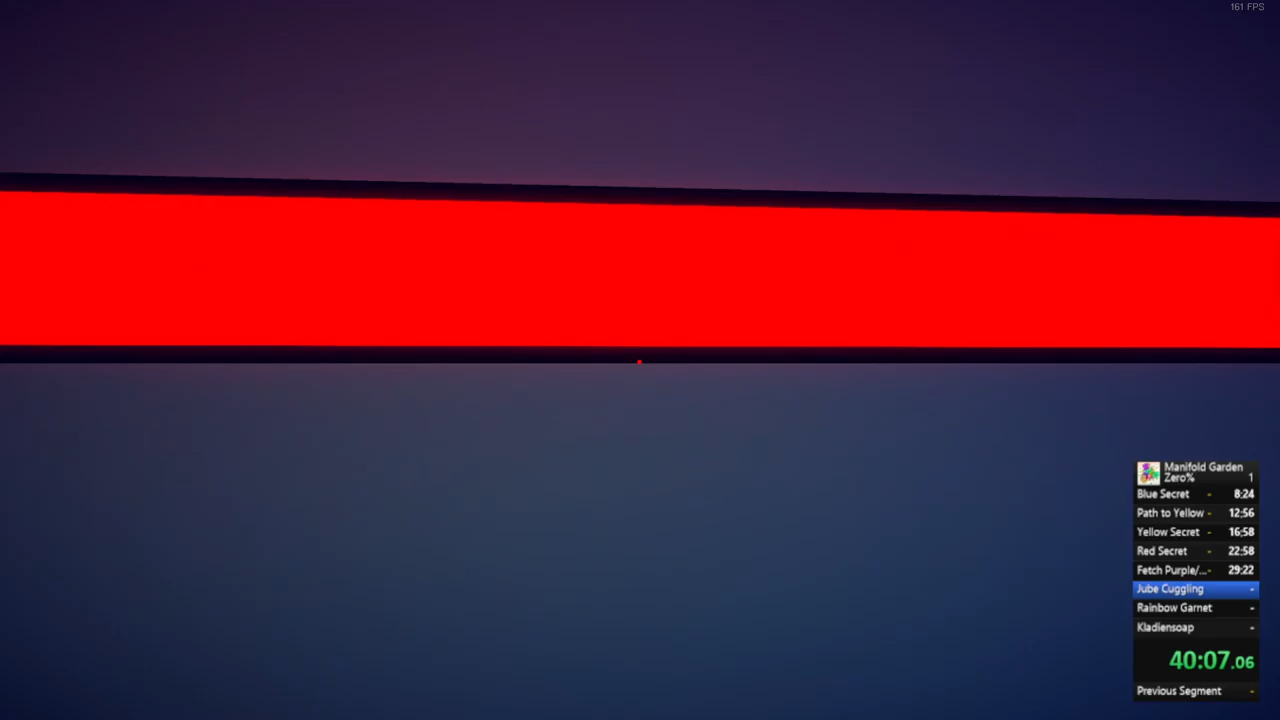 161 FPS
Manifold Garden
Zero% 1
Blue Secret - 8:24
Path to Yellow - 12:56
Yellow Secret - 16:58
Red Secret - 22:58
Fetch Purple/...- 29:22
Jube Cuggling -
Rainbow Garnet -
Kladiensoap -
40:07.06
Previous Segment -